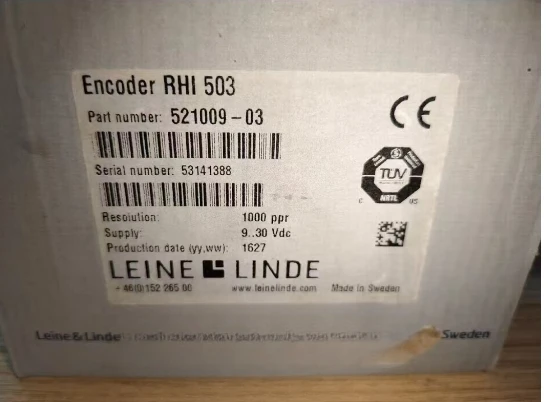 Encoder RHI 503
Part number: 521009-03
CE
Serial number: 53141388
TÜV
NRTL
C US
Resolution: 1000 ppr
Supply: 9..30 Vdc
Production date (yy,ww): 1627
LEINE LINDE
+46(0)152 265 00 www.leinelinde.com Made in Sweden
Leine & Linde Sweden